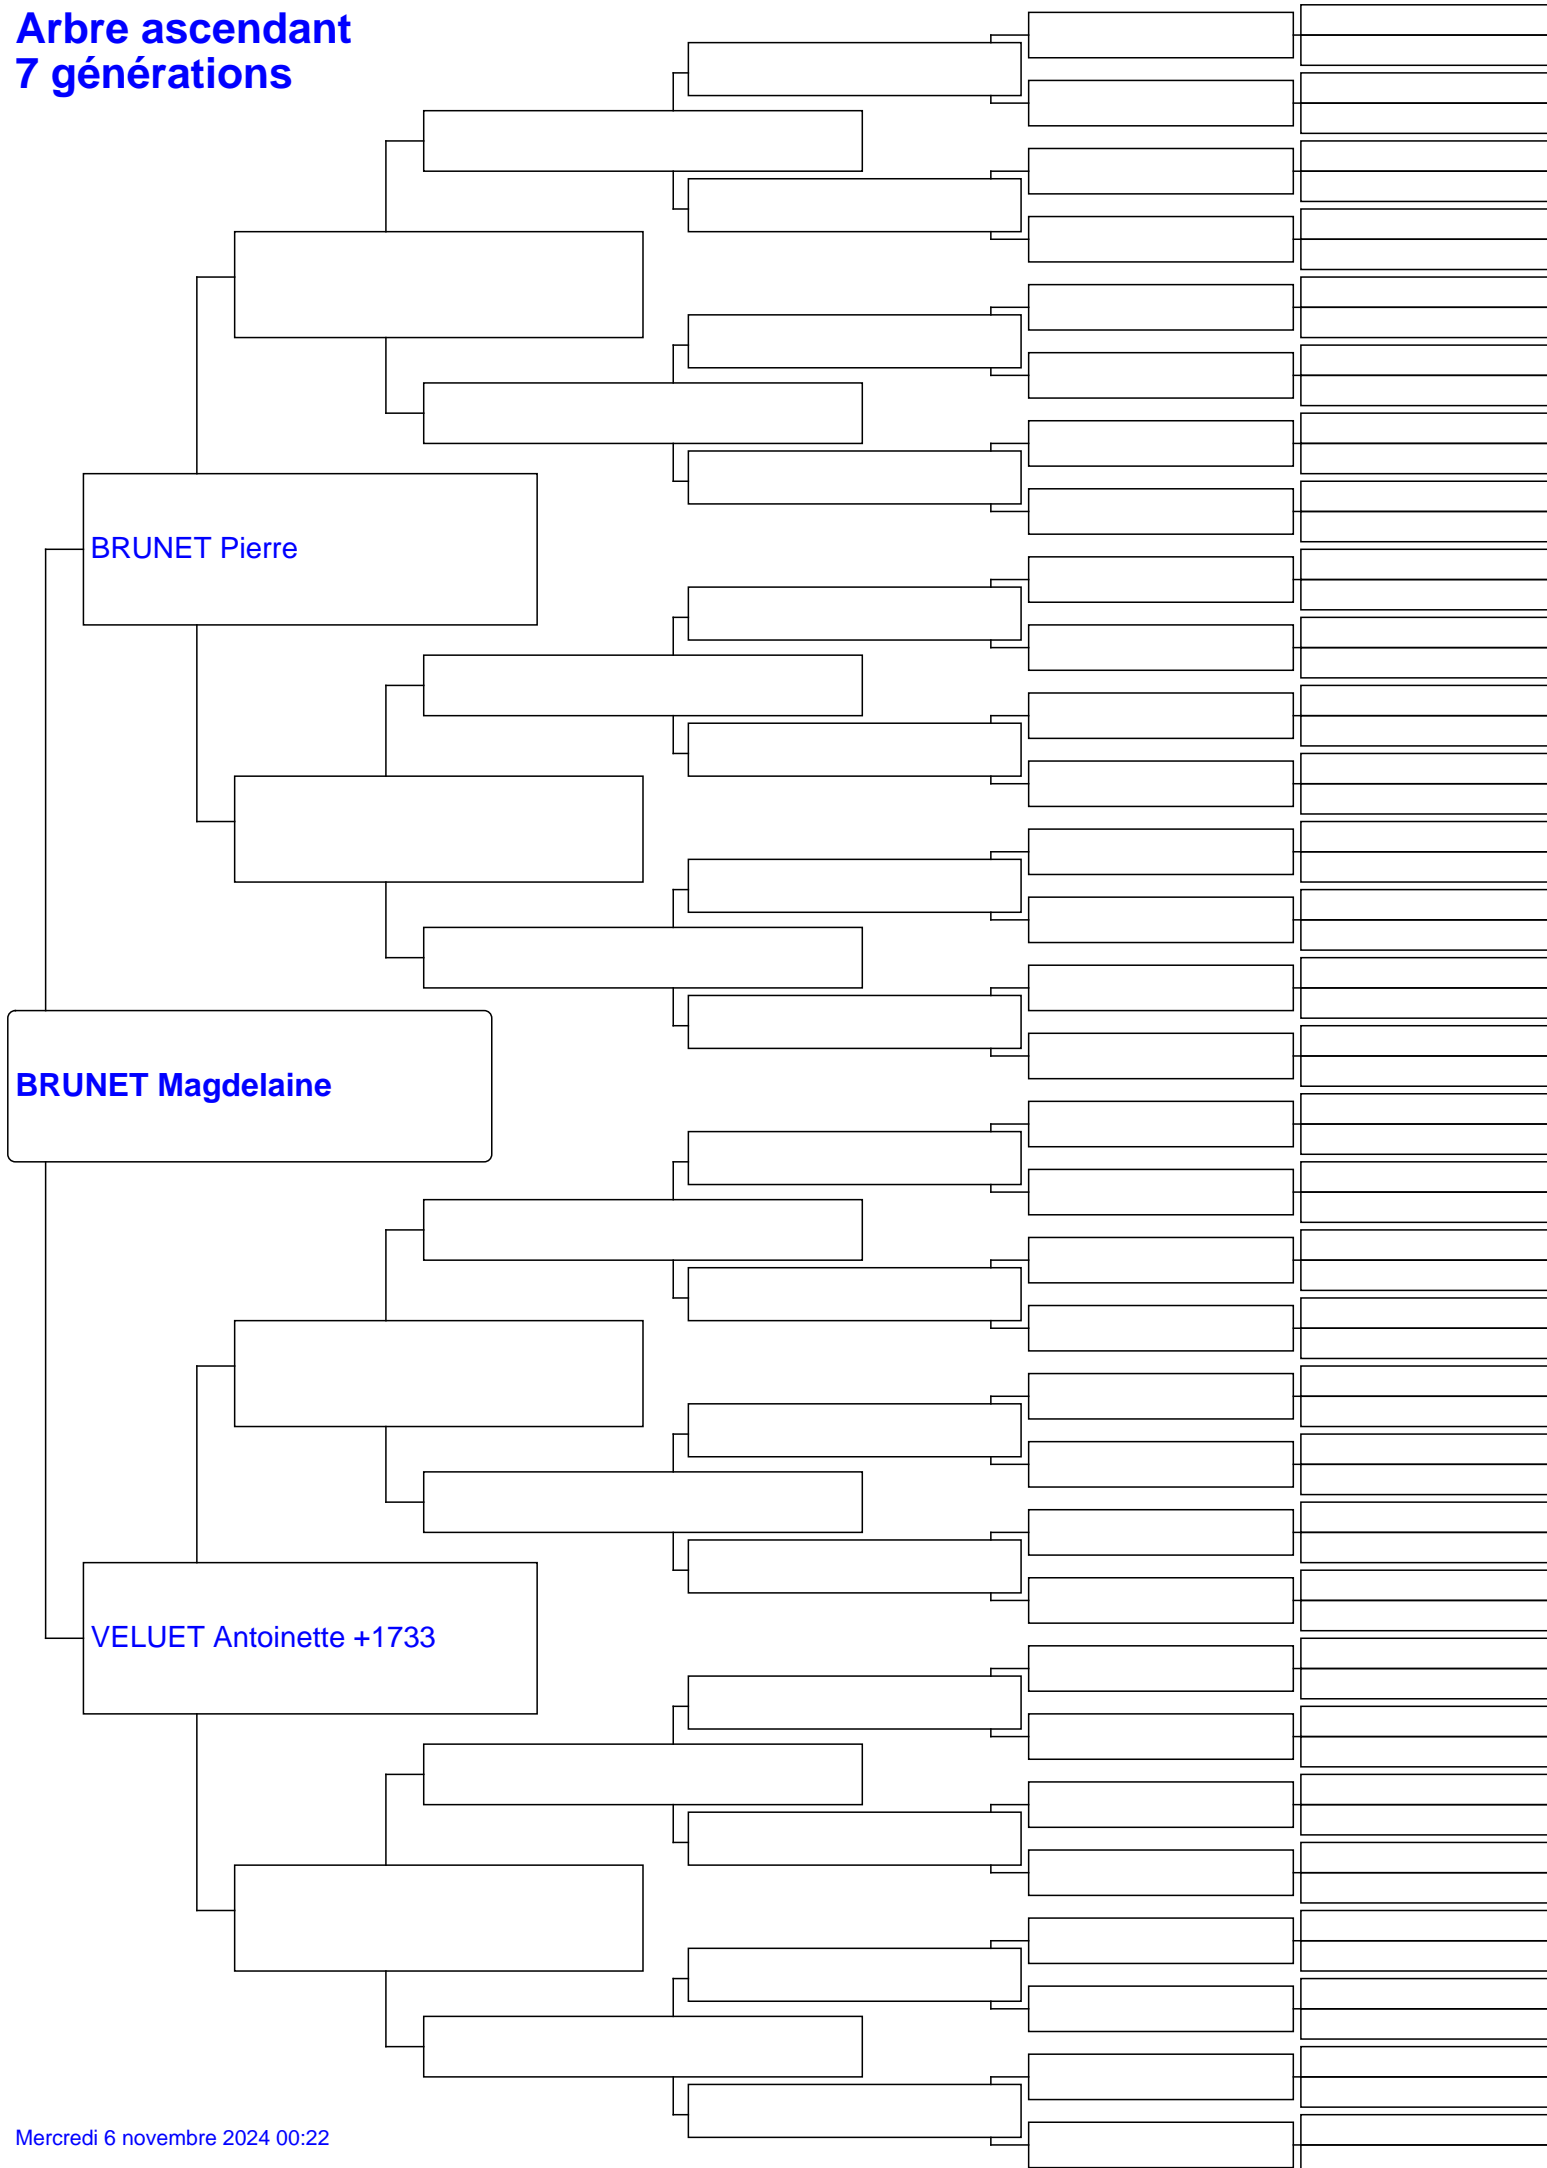 Arbre ascendant
7 générations
BRUNET Pierre
BRUNET Magdelaine
VELUET Antoinette +1733
Mercredi 6 novembre 2024 00:22